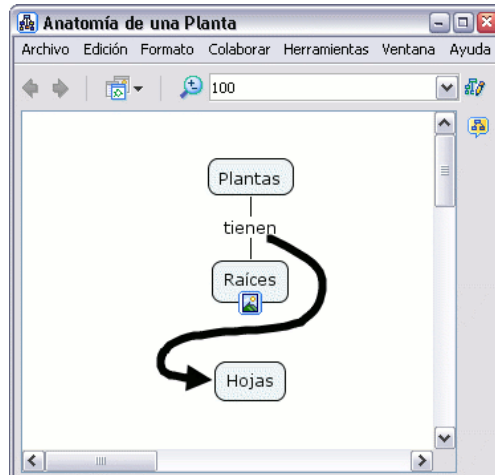 Anatomía de una Planta
Archivo Edición Formato Colaborar Herramientas Ventana Ayuda
100
Plantas
tienen
Raíces
Hojas